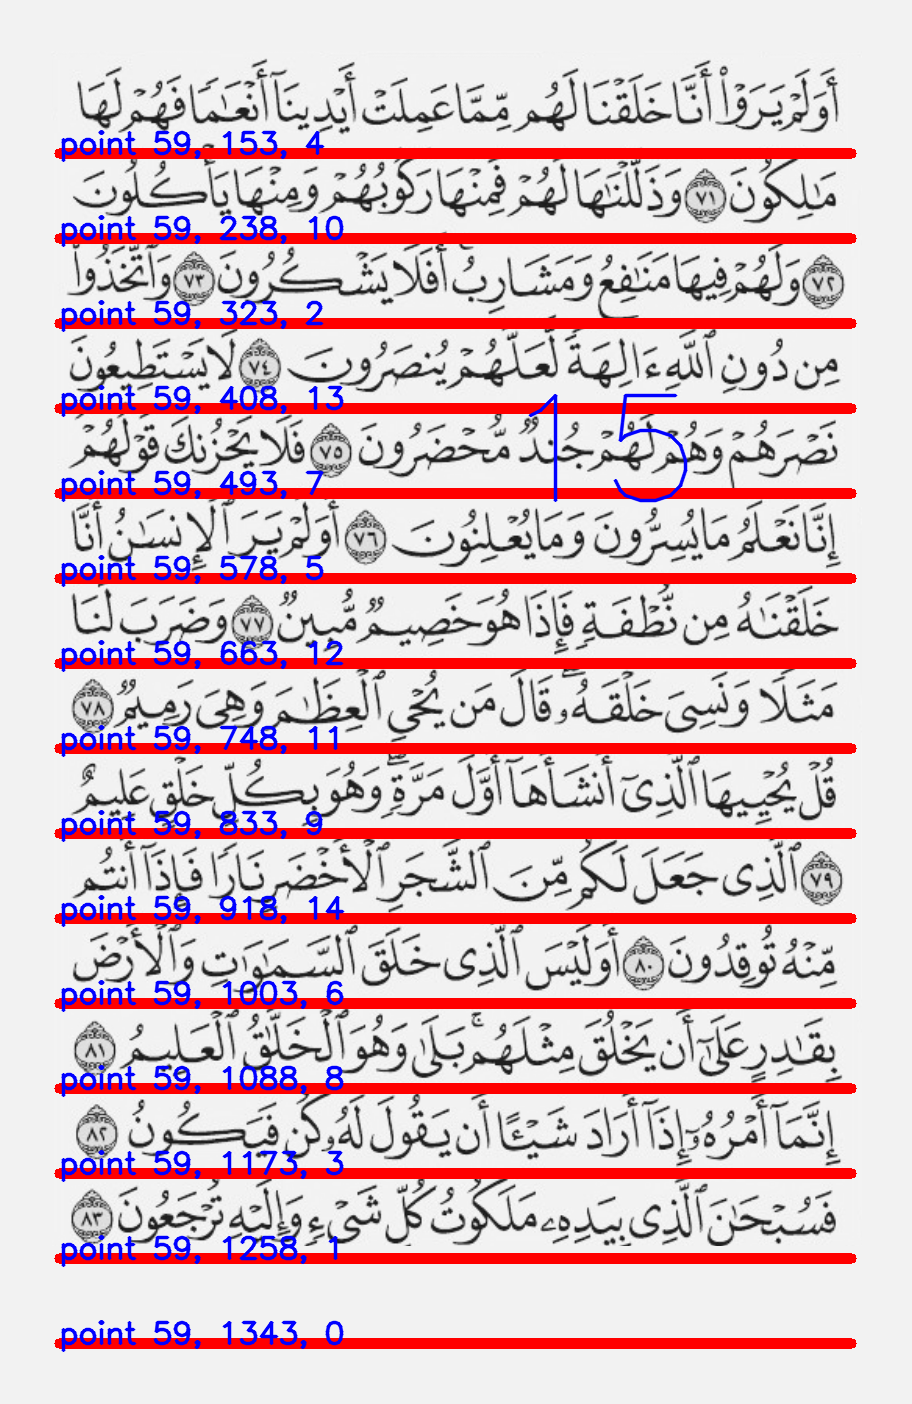 أَوَلَمْ يَرَوْا۟ أَنَّا خَلَقْنَا لَهُم مِّمَّا عَمِلَتْ أَيْدِينَآ أَنْعَـٰمًا فَهُمْ لَهَا
point 59, 153, 4
مَـٰلِكُونَ ٧١ وَذَلَّلْنَـٰهَا لَهُمْ فَمِنْهَا رَكُوبُهُمْ وَمِنْهَا يَأْكُلُونَ
point 59, 238, 10
٧٢ وَلَهُمْ فِيهَا مَنَـٰفِعُ وَمَشَارِبُ أَفَلَا يَشْكُرُونَ ٧٣ وَٱتَّخَذُوا۟
point 59, 323, 2
مِن دُونِ ٱللَّهِ ءَالِهَةً لَّعَلَّهُمْ يُنصَرُونَ ٧٤ لَا يَسْتَطِيعُونَ
point 59, 408, 13
15
نَصْرَهُمْ وَهُمْ لَهُمْ جُندٌ مُّحْضَرُونَ ٧٥ فَلَا يَحْزُنكَ قَوْلُهُمْ
point 59, 493, 7
إِنَّا نَعْلَمُ مَا يُسِرُّونَ وَمَا يُعْلِنُونَ ٧٦ أَوَلَمْ يَرَ ٱلْإِنسَـٰنُ أَنَّا
point 59, 578, 5
خَلَقْنَـٰهُ مِن نُّطْفَةٍ فَإِذَا هُوَ خَصِيمٌ مُّبِينٌ ٧٧ وَضَرَبَ لَنَا
point 59, 663, 12
مَثَلًا وَنَسِىَ خَلْقَهُۥ ۖ قَالَ مَن يُحْىِ ٱلْعِظَـٰمَ وَهِىَ رَمِيمٌ ٧٨
point 59, 748, 11
قُلْ يُحْيِيهَا ٱلَّذِىٓ أَنشَأَهَآ أَوَّلَ مَرَّةٍ ۖ وَهُوَ بِكُلِّ خَلْقٍ عَلِيمٌ
point 59, 833, 9
٧٩ ٱلَّذِى جَعَلَ لَكُم مِّنَ ٱلشَّجَرِ ٱلْأَخْضَرِ نَارًا فَإِذَآ أَنتُم
point 59, 918, 14
مِّنْهُ تُوقِدُونَ ٨٠ أَوَلَيْسَ ٱلَّذِى خَلَقَ ٱلسَّمَـٰوَٰتِ وَٱلْأَرْضَ
point 59, 1003, 6
بِقَـٰدِرٍ عَلَىٰٓ أَن يَخْلُقَ مِثْلَهُم ۚ بَلَىٰ وَهُوَ ٱلْخَلَّـٰقُ ٱلْعَلِيمُ ٨١
point 59, 1088, 8
إِنَّمَآ أَمْرُهُۥٓ إِذَآ أَرَادَ شَيْـًٔا أَن يَقُولَ لَهُۥ كُن فَيَكُونُ ٨٢
point 59, 1173, 3
فَسُبْحَـٰنَ ٱلَّذِى بِيَدِهِۦ مَلَكُوتُ كُلِّ شَىْءٍ وَإِلَيْهِ تُرْجَعُونَ ٨٣
point 59, 1258, 1
point 59, 1343, 0